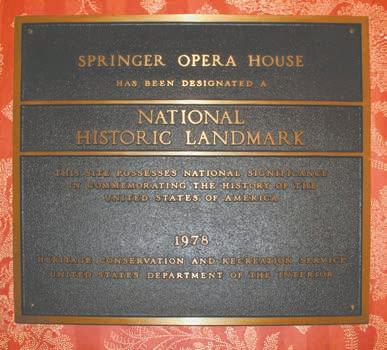 SPRINGER OPERA HOUSE
HAS BEEN DESIGNATED A
NATIONAL
HISTORIC LANDMARK
THIS SITE POSSESSES NATIONAL SIGNIFICANCE
IN COMMEMORATING THE HISTORY OF THE
UNITED STATES OF AMERICA
1978
HERITAGE CONSERVATION AND RECREATION SERVICE
UNITED STATES DEPARTMENT OF THE INTERIOR